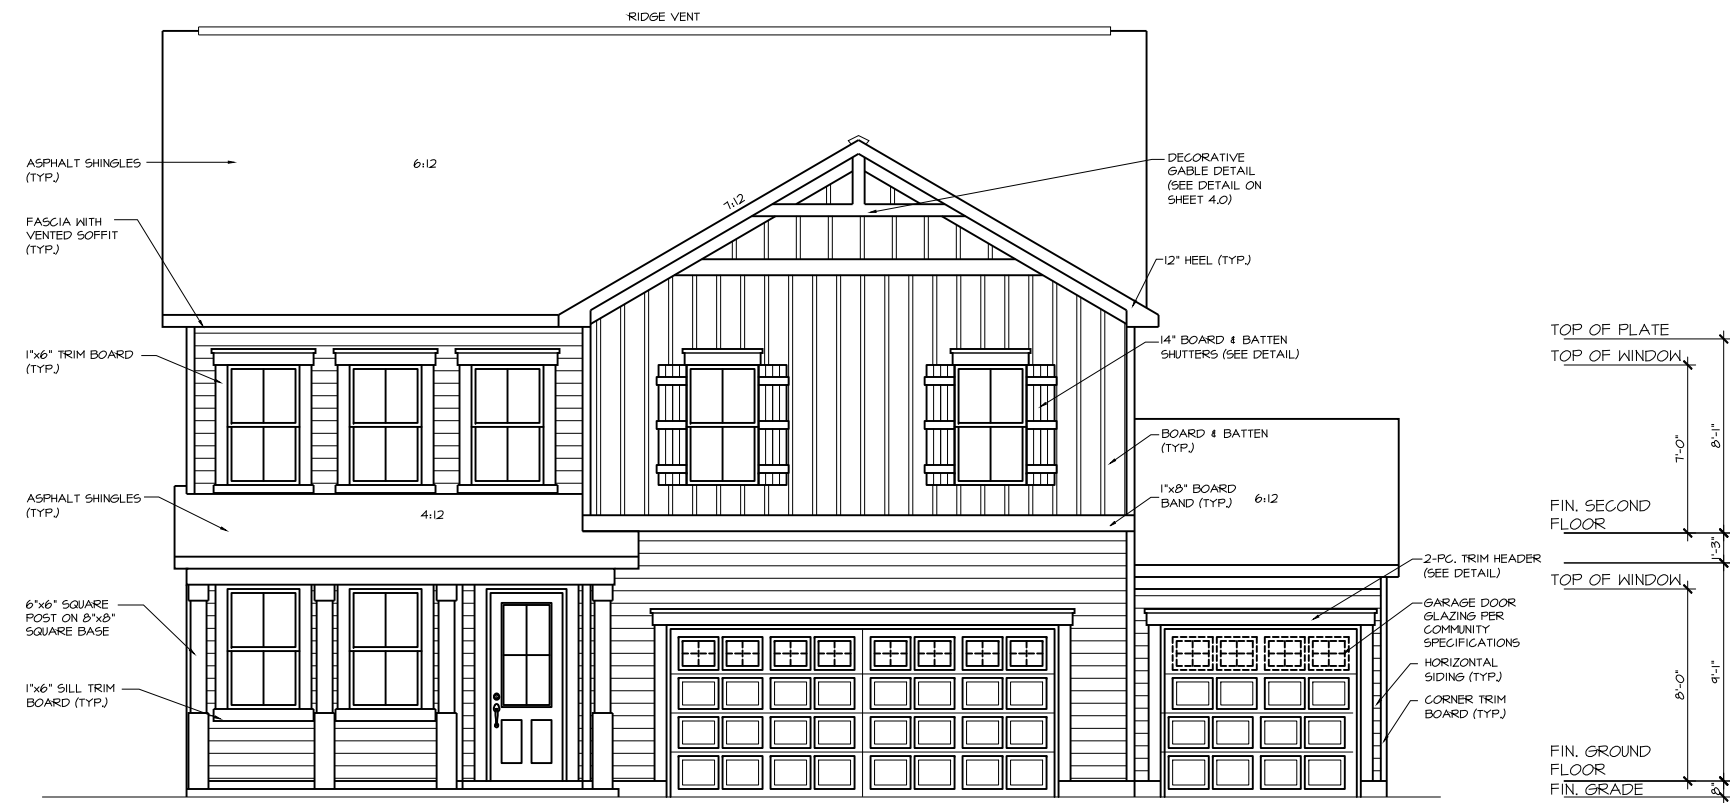 RIDGE VENT
ASPHALT SHINGLES
(TYP.)
6:12
7:12
DECORATIVE
GABLE DETAIL
(SEE DETAIL ON
SHEET 4.0)
FASCIA WITH
VENTED SOFFIT
(TYP.)
12" HEEL (TYP.)
1"x6" TRIM BOARD
(TYP.)
14" BOARD & BATTEN
SHUTTERS (SEE DETAIL)
BOARD & BATTEN
(TYP.)
ASPHALT SHINGLES
(TYP.)
4:12
1"x8" BOARD
BAND (TYP.)
6:12
2-PC. TRIM HEADER
(SEE DETAIL)
6"x6" SQUARE
POST ON 8"x8"
SQUARE BASE
GARAGE DOOR
GLAZING PER
COMMUNITY
SPECIFICATIONS
HORIZONTAL
SIDING (TYP.)
1"x6" SILL TRIM
BOARD (TYP.)
CORNER TRIM
BOARD (TYP.)
TOP OF PLATE
TOP OF WINDOW
7'-0"
8'-1"
FIN. SECOND
FLOOR
1'-3"
TOP OF WINDOW
8'-0"
9'-1"
FIN. GROUND
FLOOR
FIN. GRADE
8"